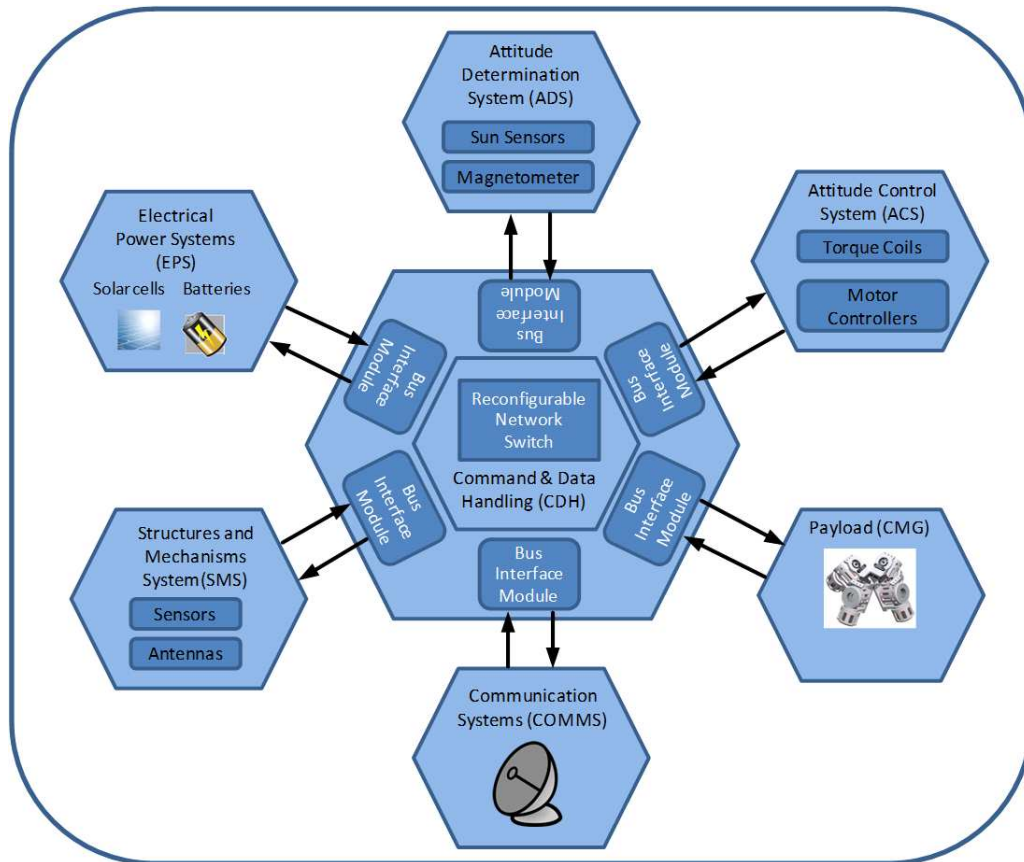 Attitude
Determination
System (ADS)
Sun Sensors
Magnetometer
Electrical
Power Systems
(EPS)
Solar cells
Batteries
Attitude Control
System (ACS)
Torque Coils
Motor
Controllers
Bus
Interface
Module
Bus
Interface
Module
Bus
Interface
Module
Reconfigurable
Network
Switch
Command & Data
Handling (CDH)
Bus
Interface
Module
Bus
Interface
Module
Bus
Interface
Module
Structures and
Mechanisms
System (SMS)
Sensors
Antennas
Payload (CMG)
Communication
Systems (COMMS)